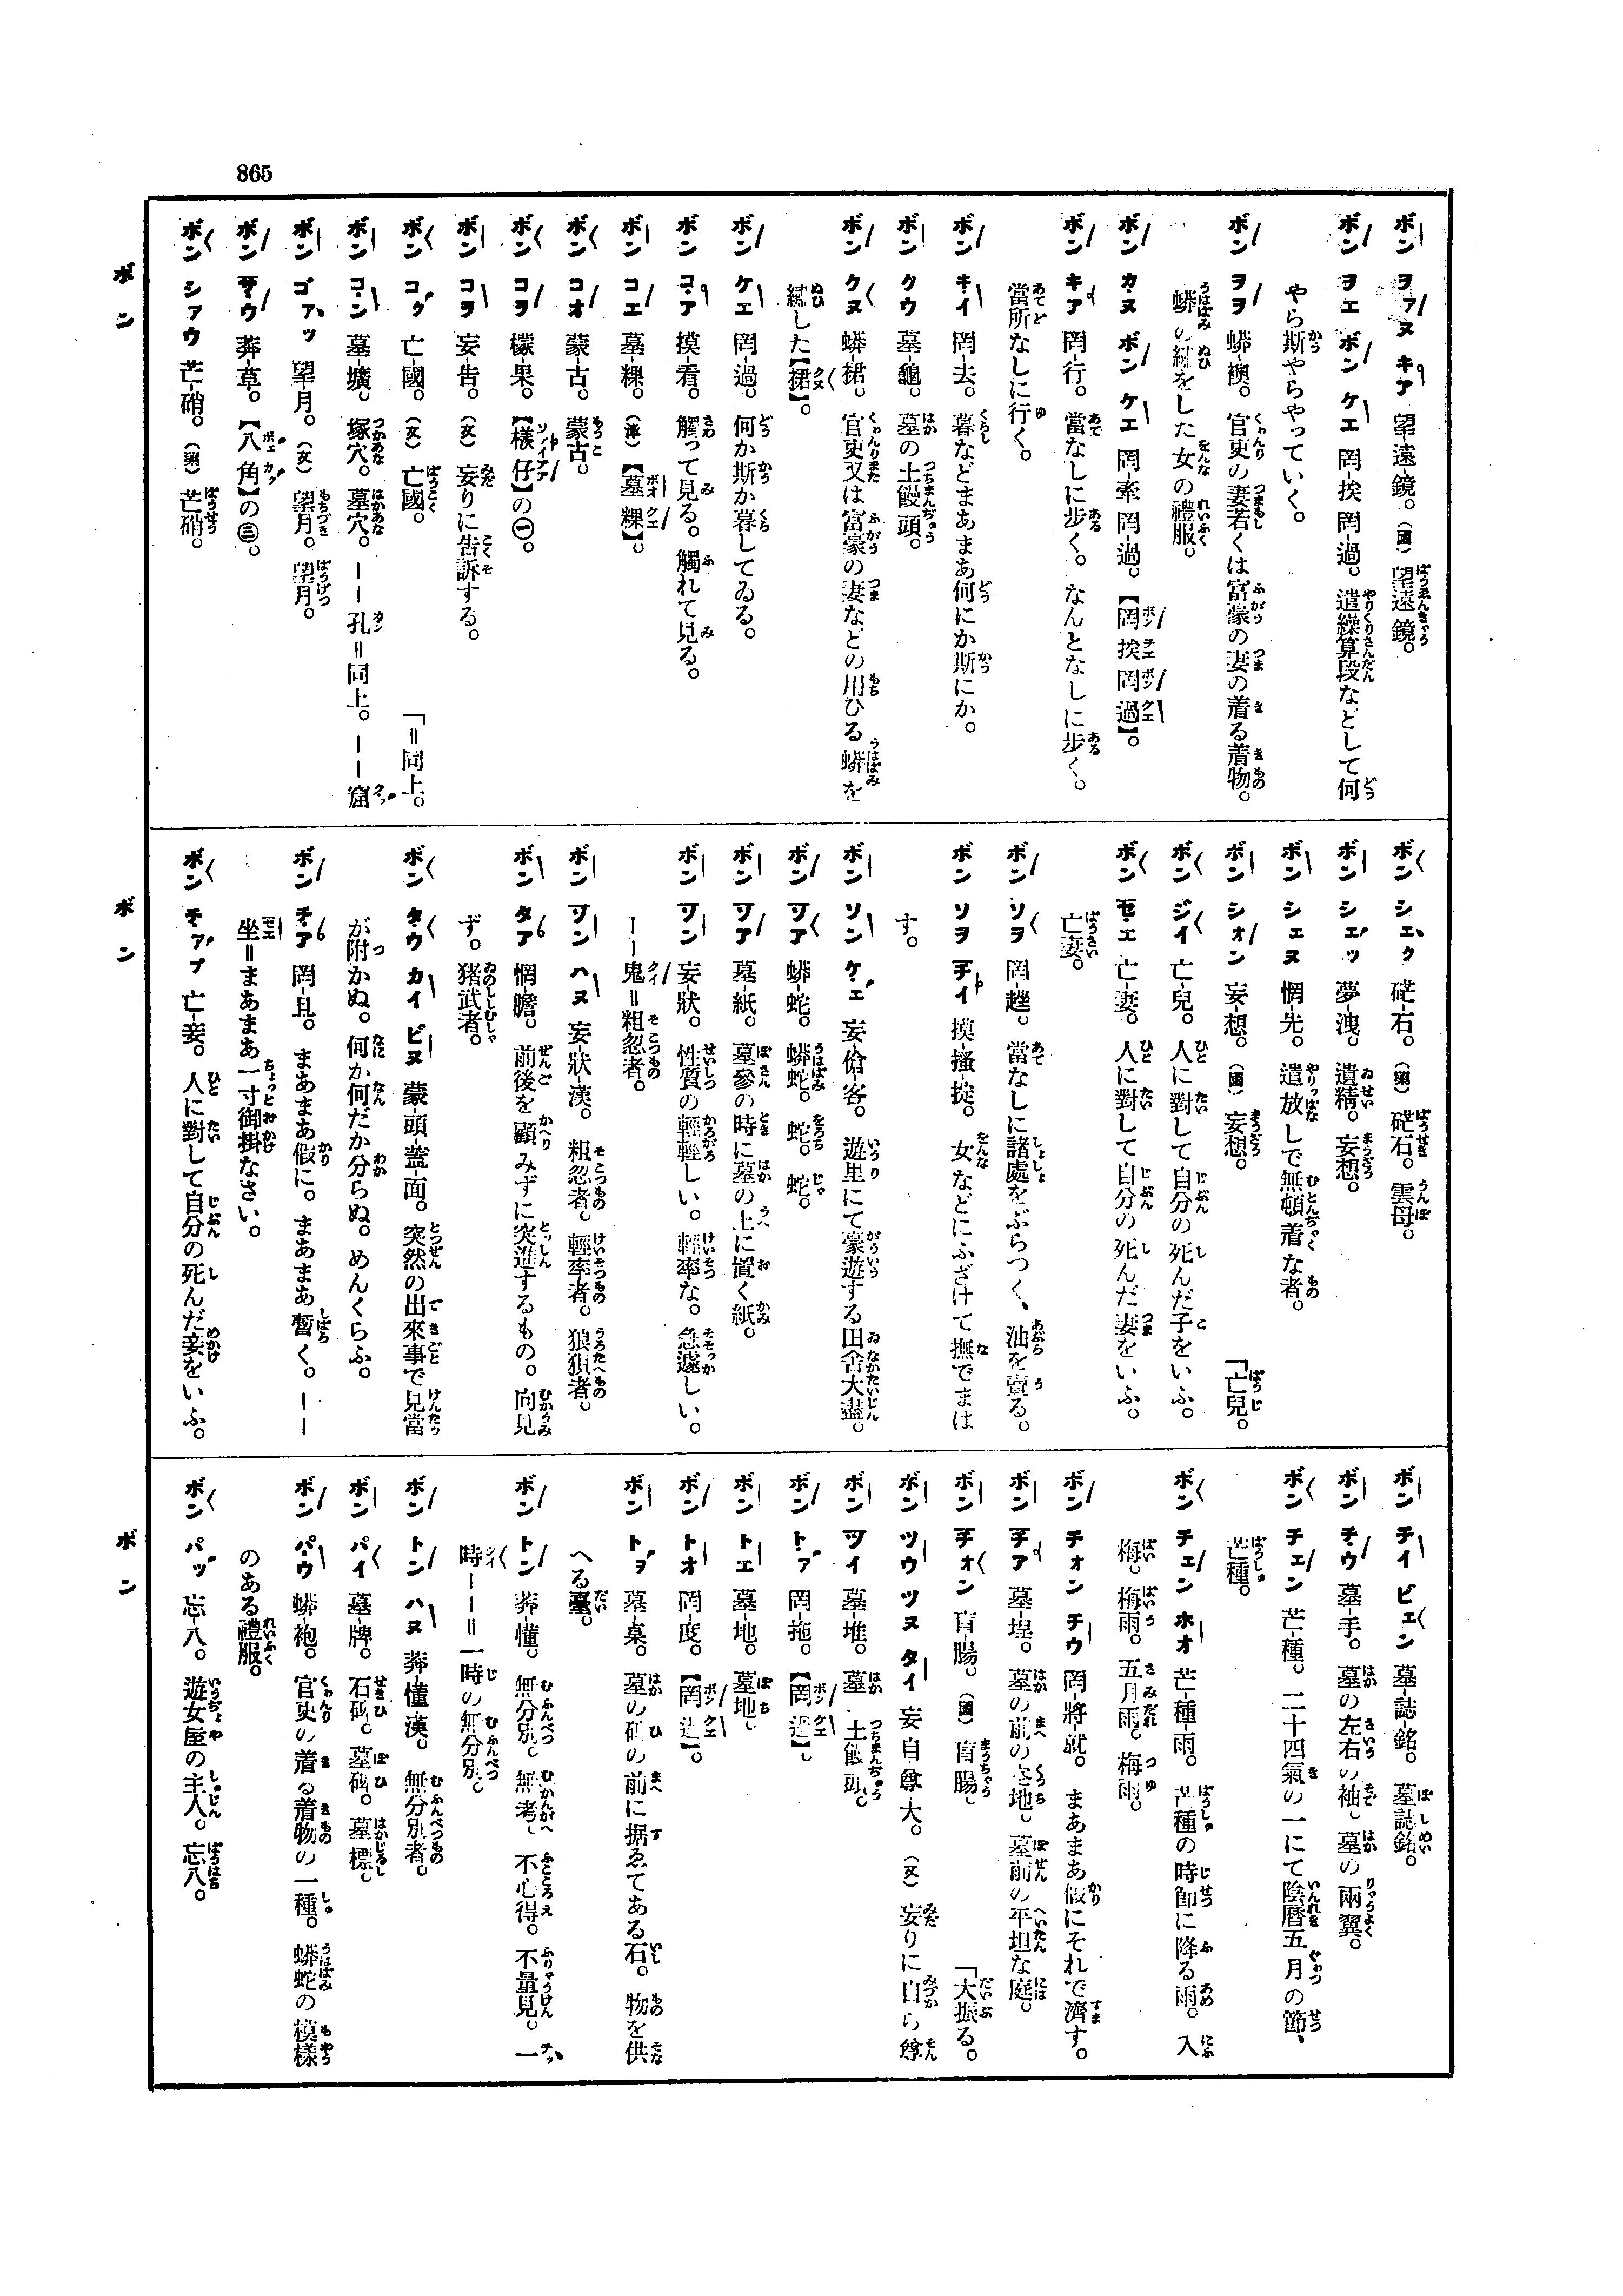 865
ボン ヲァヌ キア 望-遠-鏡。(國)望遠鏡。
ボン ヲエ ボン ケエ 罔-挨 罔-過。遣繰算段などして何
やら斯やらやっていく。
ボン ヲヲ 蟒-襖。官吏の妻若くは富豪の妻の着る着物。
蟒の繍をした女の禮服。
ボン カヌ ボン ケエ 罔-牽 罔-過。【罔挨罔過】。
ボン キア 罔-行。當なしに步く。なんとなしに步く。
當所なしに行く。
ボン キイ 罔-去。暮などまあまあ何にか斯にか。
ボン クウ 墓-龜。墓の土饅頭。
ボン クヌ 蟒-裙。官吏又は富豪の妻などの用ひる蟒を
繍した【裙】。
ボン ケエ 罔-過。何か斯か暮してゐる。
ボン コア 摸-看。觸って見る。觸れて見る。
ボン コエ 墓-粿。(漳)【墓粿】。
ボン コオ 蒙-古。蒙古。
ボン コヲ 檬-果。【檨仔】の㊀。
ボン コヲ 妄-告。(文)妄りに告訴する。
ボン コク 亡-國。(文)亡國。
「=同上。
ボン コン 墓-壙。塚穴。墓穴。——孔=同上。——窟
ボン ゴァッ 望-月。(文)望月。望月。
ボン サウ 莽-草。【八角】の㊂。
ボン シァウ 芒-硝。(藥)芒硝。
ボン シェク 硭-石。(藥)硭石。雲母。
ボン シェッ 夢-洩。遺精。妄想。
ボン シェヌ 惘-先。遣放しで無頓着な者。
ボン シォン 妄-想。(國)妄想。
「亡兒。
ボン ジイ 亡-兒。人に對して自分の死んだ子をいふ。
ボン セエ 亡-妻。人に對して自分の死んだ妻をいふ。
亡妻。
ボン ソヲ 罔-趖。當なしに諸處をぶらつく、油を賣る。
ボン ソヲ チイ 摸-搔-掟。女などにふざけて撫でまは
す。
ボン ソン ケェ 妄-傖-客。遊里にて豪遊する田舍大盡。
ボン ツア 蟒-蛇。蟒蛇。蛇。蛇。
ボン ツア 墓-紙。墓參の時に墓の上に置く紙。
ボン ツン 妄-狀。性質の輕輕しい。輕率な。急遽しい。
——鬼=粗忽者。
ボン ツン ハヌ 妄-狀-漢。粗忽者。輕率者。狼狽者。
ボン タア 惘-膽。前後を顧みずに突進するもの。向見
ず。猪武者。
ボン タウ カイ ビヌ 蒙-頭-蓋-面。突然の出來事で見當
が附かぬ。何か何だか分らぬ。めんくらふ。
ボン チア 罔-且。まあまあ假に。まあまあ暫く。——
坐=まあまあ一寸御掛なさい。
ボン チァプ 亡-妾。人に對して自分の死んだ妾をいふ。
ボン チイ ビェン 墓-誌-銘。墓誌銘。
ボン チウ 墓-手。墓の左右の袖。墓の兩翼。
ボン チェン 芒-種。二十四氣の一にて陰曆五月の節、
芒種。
ボン チェン ホオ 芒-種-雨。芒種の時節に降る雨。入
梅。梅雨。五月雨。梅雨。
ボン チォン チウ 罔-將-就。まあまあ假にそれで濟す。
ボン チア 墓-埕。墓の前の空地。墓前の平坦な庭。
ボン チォン 盲-腸。(國)盲腸。
「大振る。
ボン ツウ ツヌ タイ 妄-自-尊-大。(文)妄りに自ら尊
ボン ツイ 墓-堆。墓、土饅頭。
ボン トァ 罔-拖。【罔過】。
ボン トエ 墓-地。墓地。
ボン トオ 罔-度。【罔過】。
ボン トヲ 墓-桌。墓の碑の前に据ゑてある石。物を供
へる臺。
ボン トン 莽-懂。無分別。無考。不心得。不量見。一
時——=一時の無分別。
ボン トン ハヌ 莽-懂-漢。無分別者。
ボン パイ 墓-牌。石碑。墓碑。墓標。
ボン パウ 蟒-袍。官吏の着る着物の一種。蟒蛇の模樣
のある禮服。
ボン パッ 忘-八。遊女屋の主人。忘八。
ボン
ボン
ボン